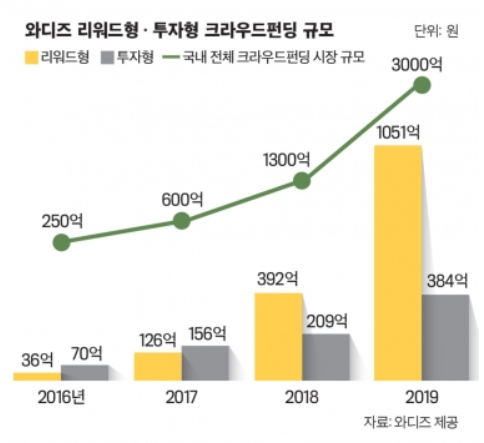 와디즈 리워드형·투자형 크라우드펀딩 규모
단위: 원
리워드형 투자형 국내 전체 크라우드펀딩 시장 규모
3000억
1051억
1300억
600억
250억
392억
384억
209억
126억 156억
36억 70억
2016년 2017 2018 2019
자료: 와디즈 제공